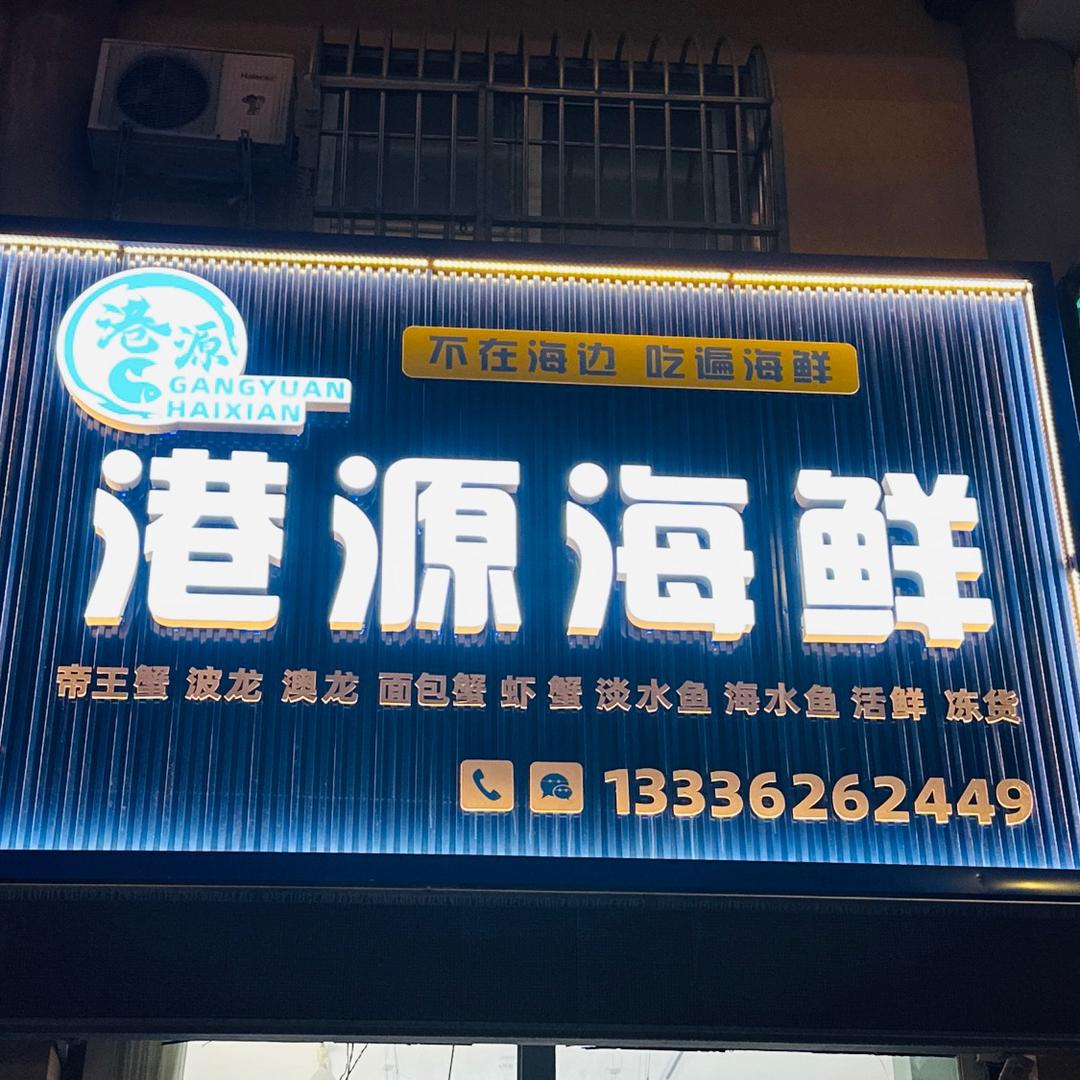 Haier
港源
GANGYUAN
HAIXIAN
不在海边 吃遍海鲜
港源海鲜
帝王蟹 波龙 澳龙 面包蟹 虾 蟹 淡水鱼 海水鱼 活鲜 冻货
13336262449